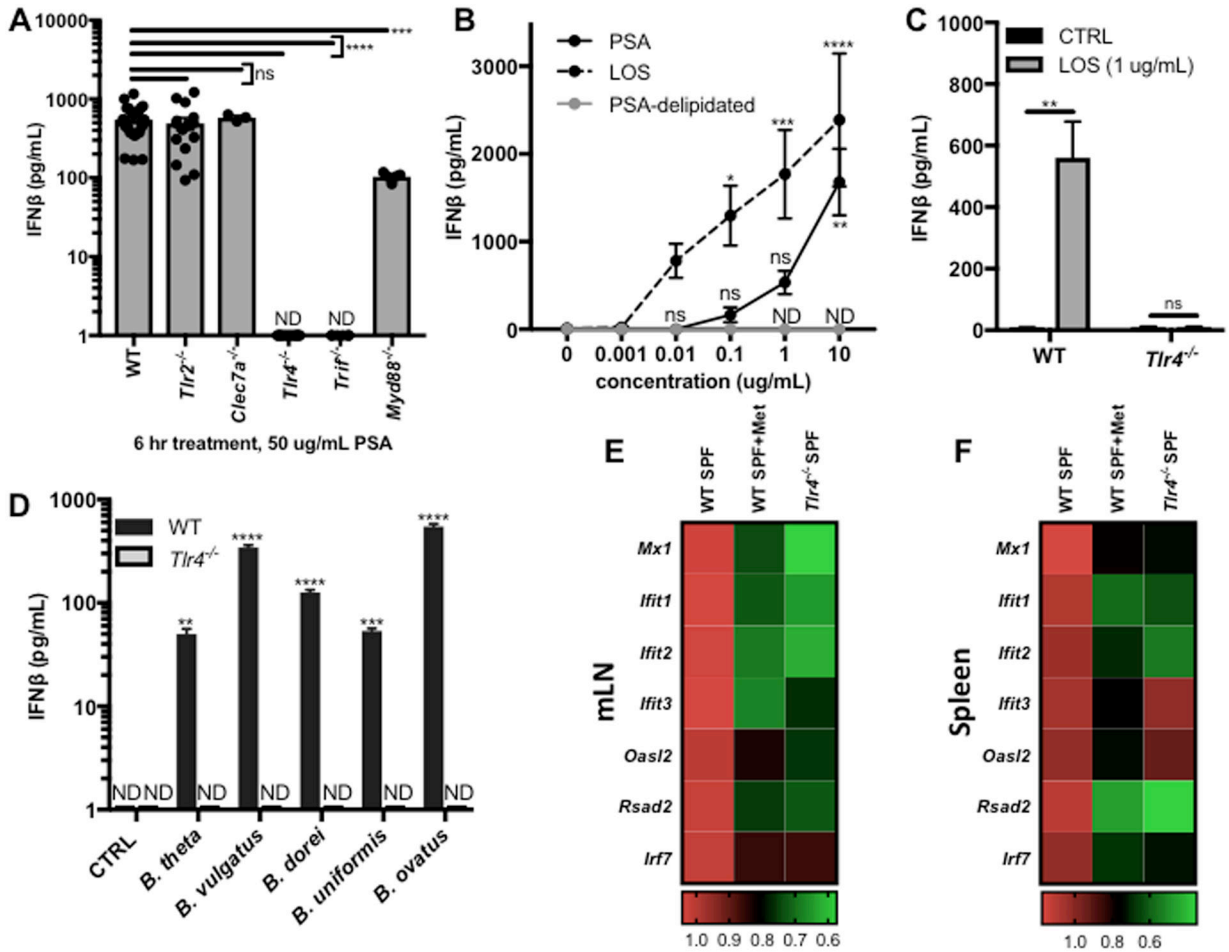 A
10000
1000
100
10
1
IFNβ (pg/mL)
***
****
ns
ND
ND
WT
Tlr2-/-
Clec7a-/-
Tlr4-/-
Trif-/-
Myd88-/-
6 hr treatment, 50 ug/mL PSA
B
PSA
LOS
PSA-delipidated
3000
2000
1000
0
IFNβ (pg/mL)
****
***
*
**
ns
ns
ns
ND
ND
0 0.001 0.01 0.1 1 10
concentration (ug/mL)
C
1000
800
600
400
200
0
IFNβ (pg/mL)
CTRL
LOS (1 ug/mL)
**
ns
WT
Tlr4-/-
D
1000
100
10
1
IFNβ (pg/mL)
WT
Tlr4-/-
**
****
****
***
****
ND ND ND ND ND ND ND
CTRL
B. theta
B. vulgatus
B. dorei
B. uniformis
B. ovatus
E
WT SPF
WT SPF+Met
Tlr4-/- SPF
mLN
Mx1
Ifit1
Ifit2
Ifit3
Oasl2
Rsad2
Irf7
1.0 0.9 0.8 0.7 0.6
F
WT SPF
WT SPF+Met
Tlr4-/- SPF
Spleen
Mx1
Ifit1
Ifit2
Ifit3
Oasl2
Rsad2
Irf7
1.0 0.8 0.6